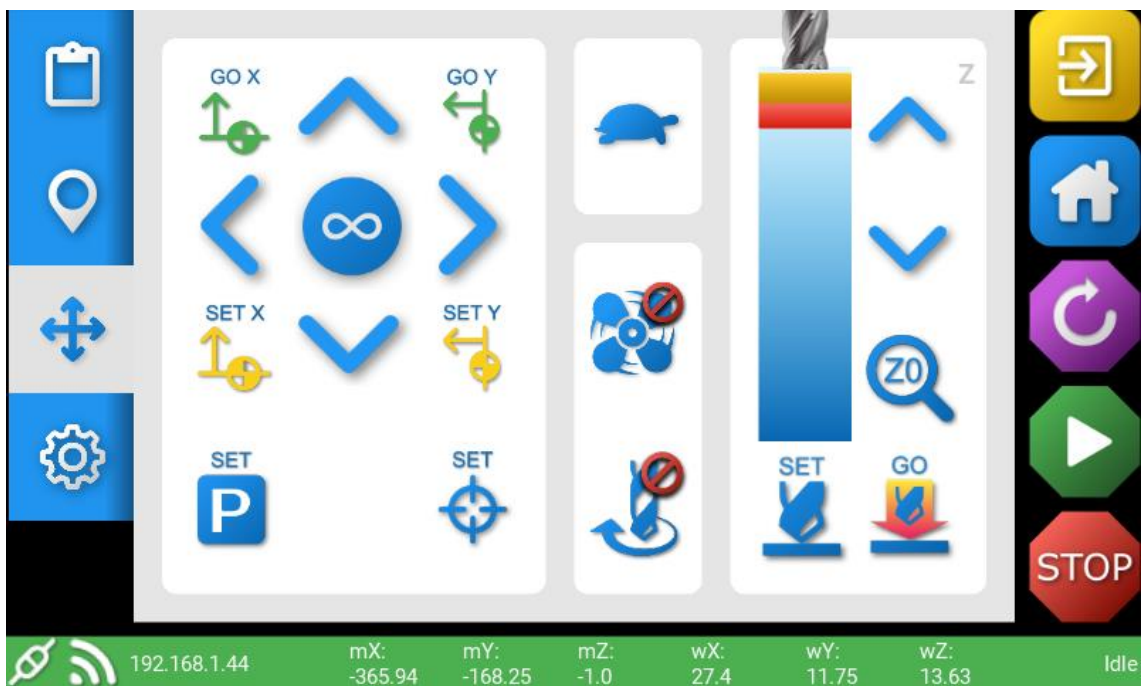 GO X
GO Y
Z
∞
SET X
SET Y
Z0
SET
P
SET
SET
GO
STOP
192.168.1.44
mX: -365.94
mY: -168.25
mZ: -1.0
wX: 27.4
wY: 11.75
wZ: 13.63
Idle